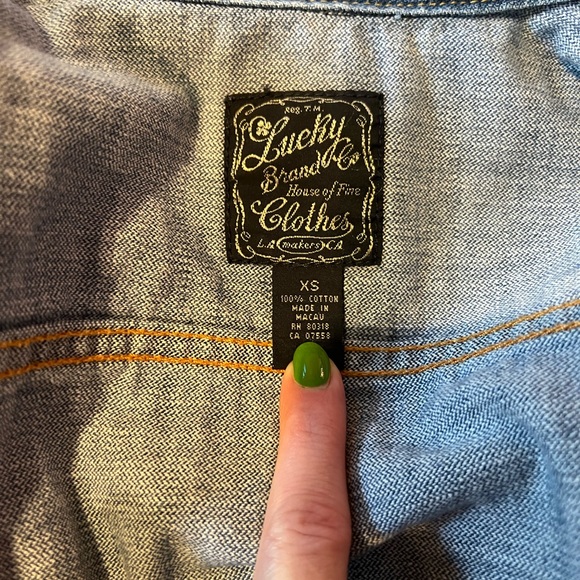 Reg. T.M.
Lucky
Brand & Co
House of Fine
Clothes
L.A. makers CA
XS
100% COTTON
MADE IN
MACAU
RN 80318
CA 07558